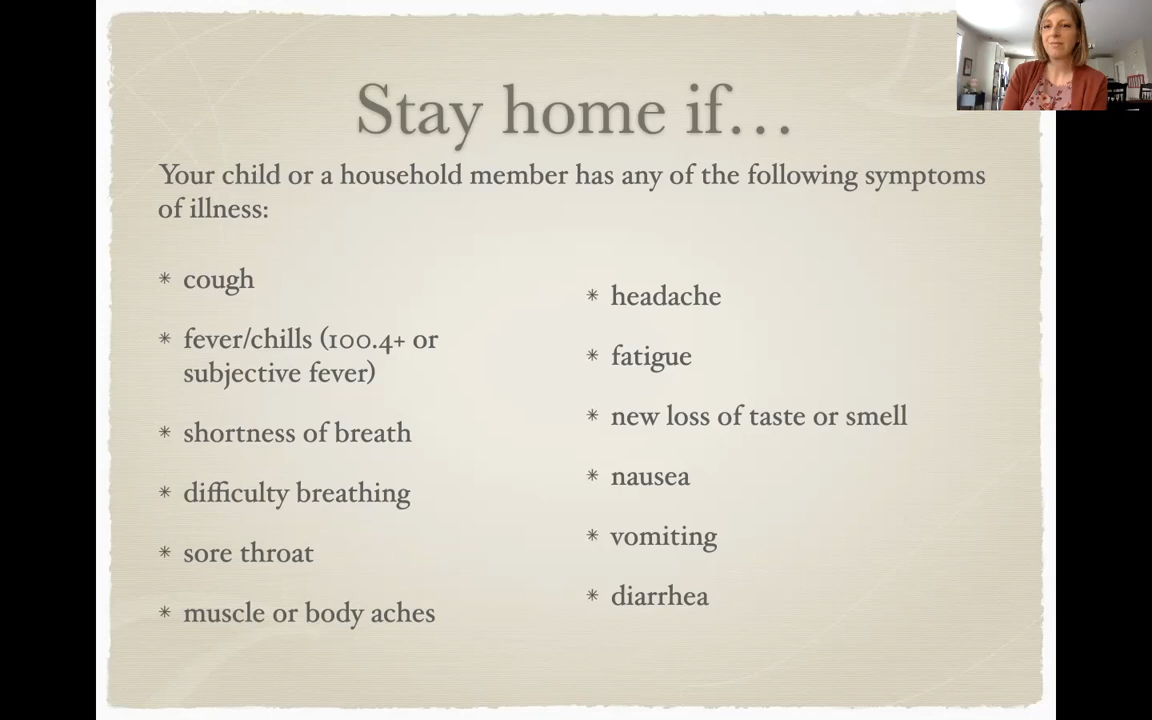 Stay home if…
Your child or a household member has any of the following symptoms
of illness:
* cough
* fever/chills (100.4+ or
subjective fever)
* shortness of breath
* difficulty breathing
* sore throat
* muscle or body aches
* headache
* fatigue
* new loss of taste or smell
* nausea
* vomiting
* diarrhea